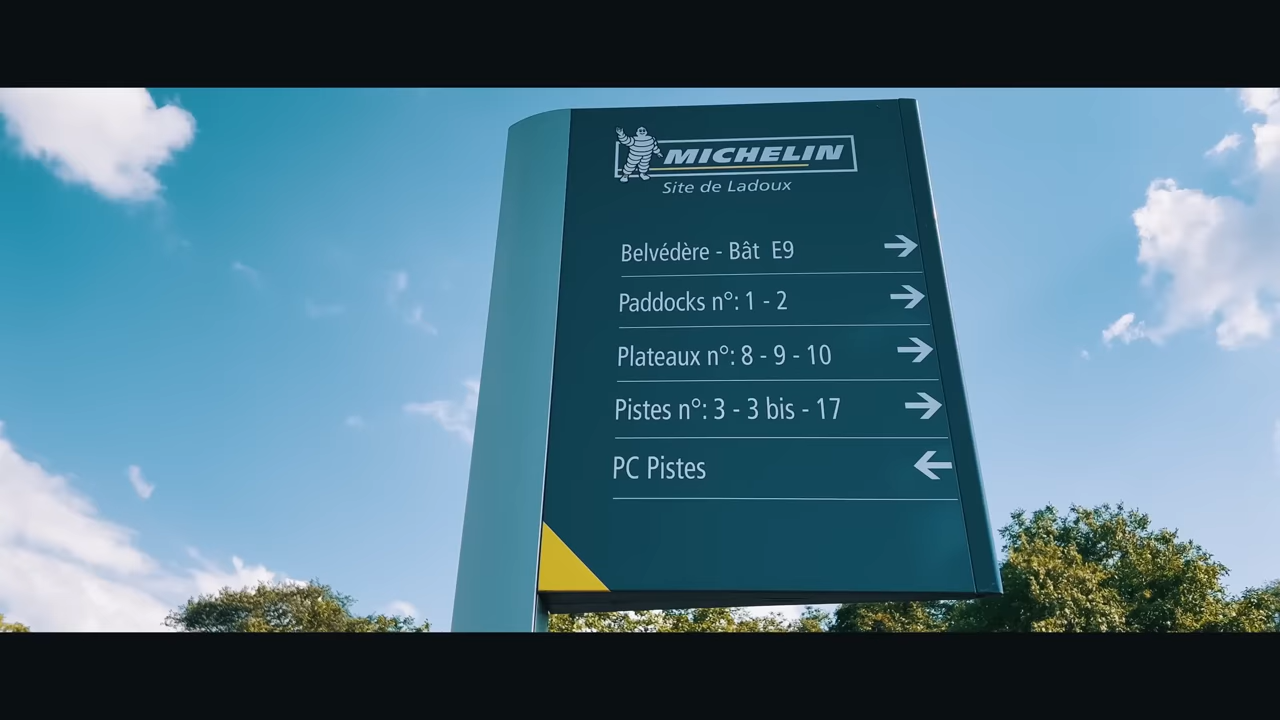 MICHELIN
Site de Ladoux
Belvédère - Bât E9 →
Paddocks n°: 1 - 2 →
Plateaux n°: 8 - 9 - 10 →
Pistes n°: 3 - 3 bis - 17 →
PC Pistes ←